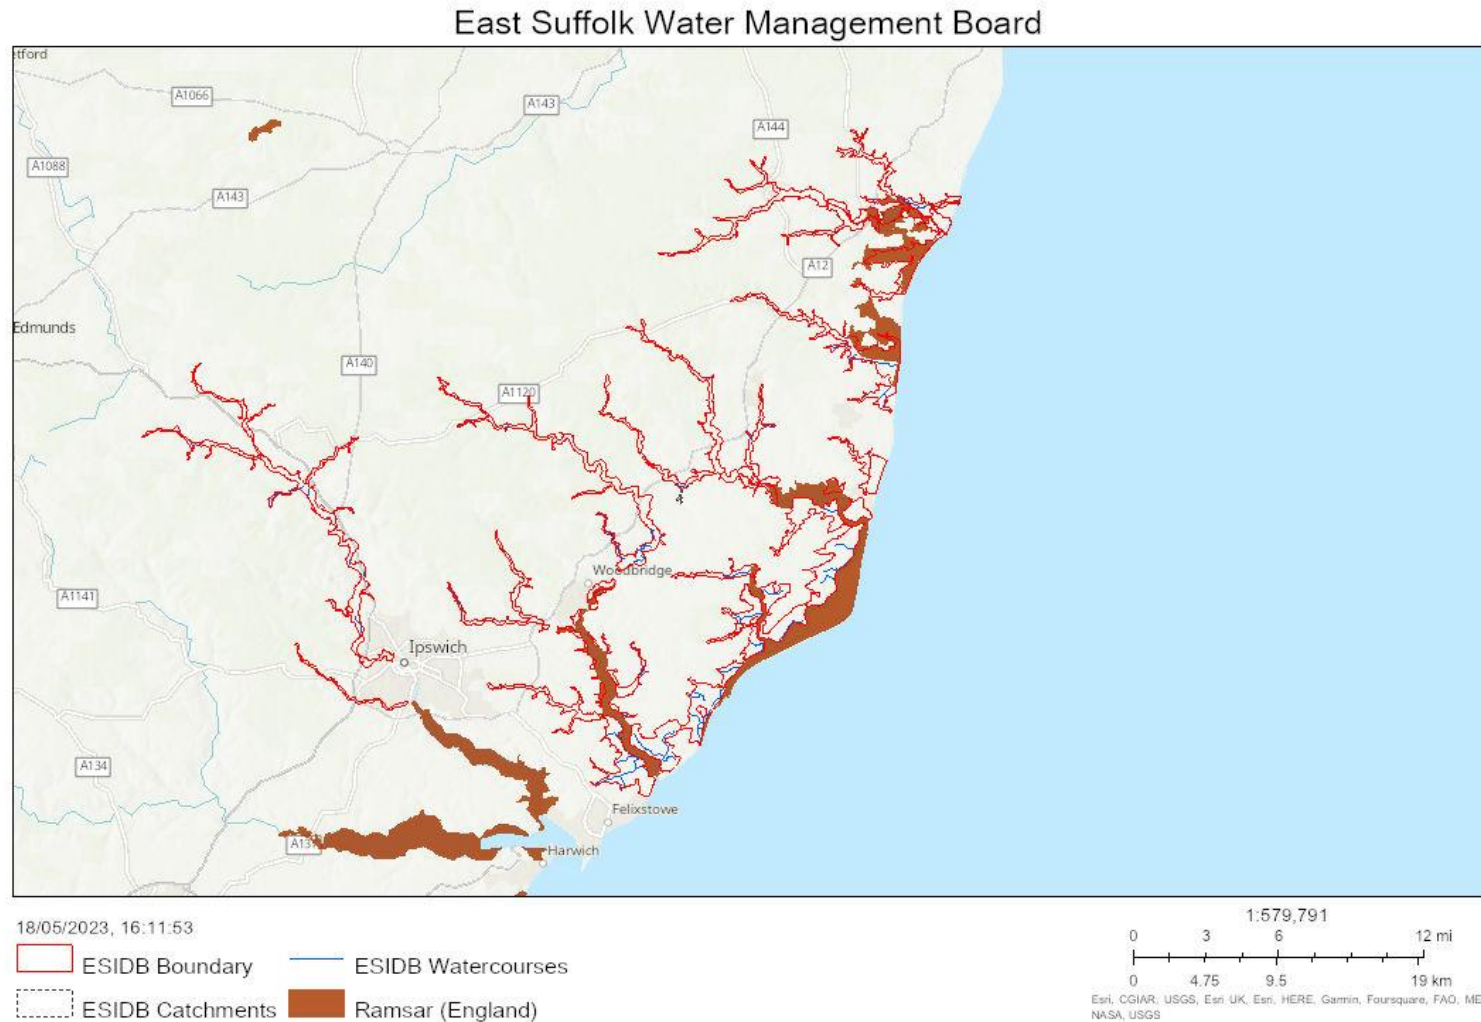 East Suffolk Water Management Board
etford
A1066
A143
A144
A1088
A143
A12
Edmunds
A140
A1120
Woodbridge
A1141
Ipswich
A134
Felixstowe
Harwich
18/05/2023, 16:11:53
1:579,791
0 3 6 12 mi
0 4.75 9.5 19 km
ESIDB Boundary ESIDB Watercourses
ESIDB Catchments Ramsar (England)
Esri, CGIAR, USGS, Esri UK, Esri, HERE, Garmin, Foursquare, FAO, ME
NASA, USGS